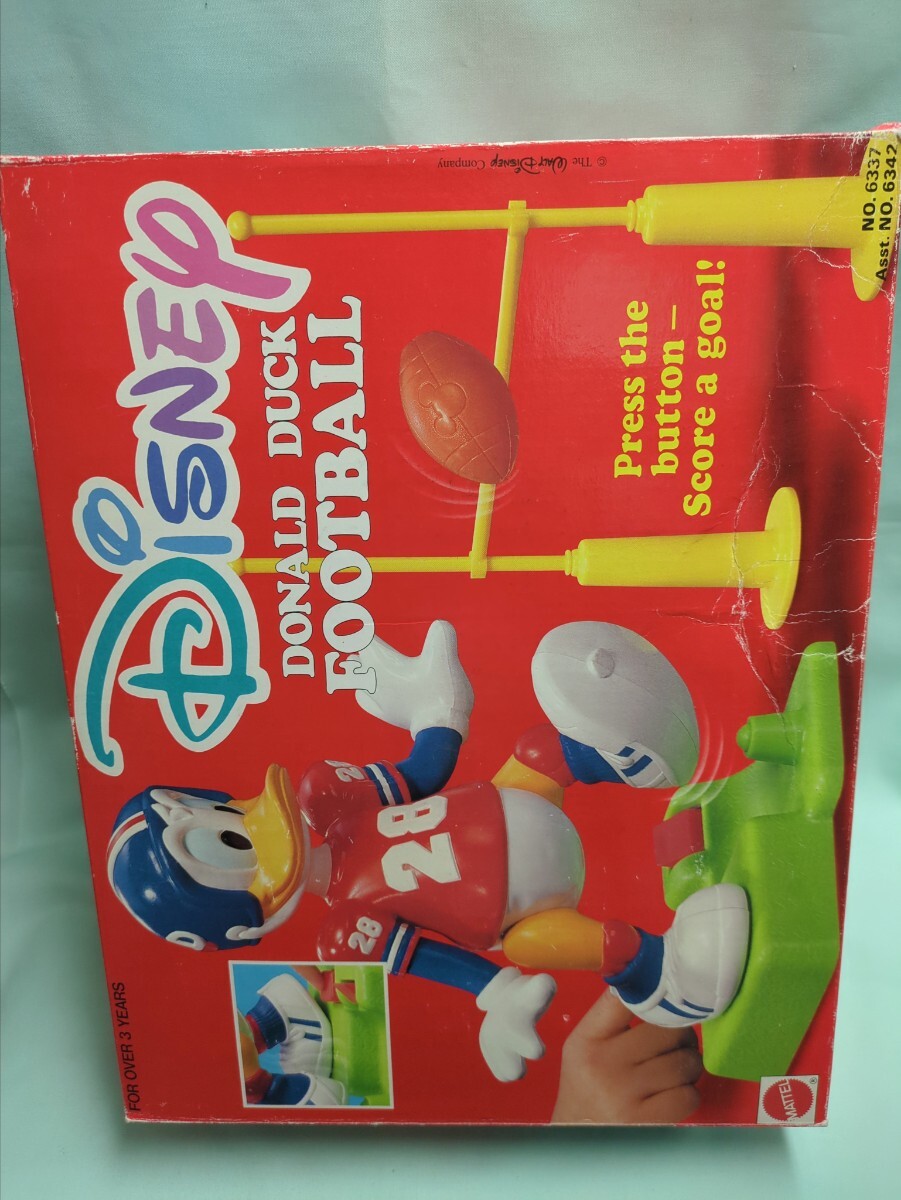 © The Walt Disney Company
NO. 6337
Asst. NO. 6342
Disney
DONALD DUCK
FOOTBALL
Press the
button –
Score a goal!
28
28
28
FOR OVER 3 YEARS
MATTEL
®